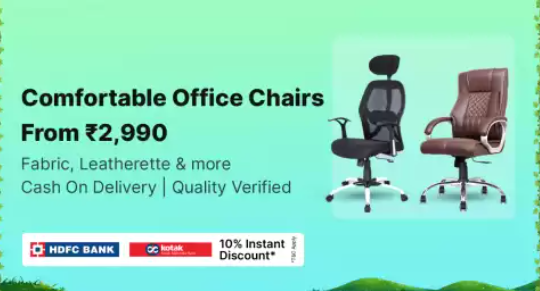 Comfortable Office Chairs
From ₹2,990
Fabric, Leatherette & more
Cash On Delivery | Quality Verified
HDFC BANK
kotak
10% Instant
Discount*